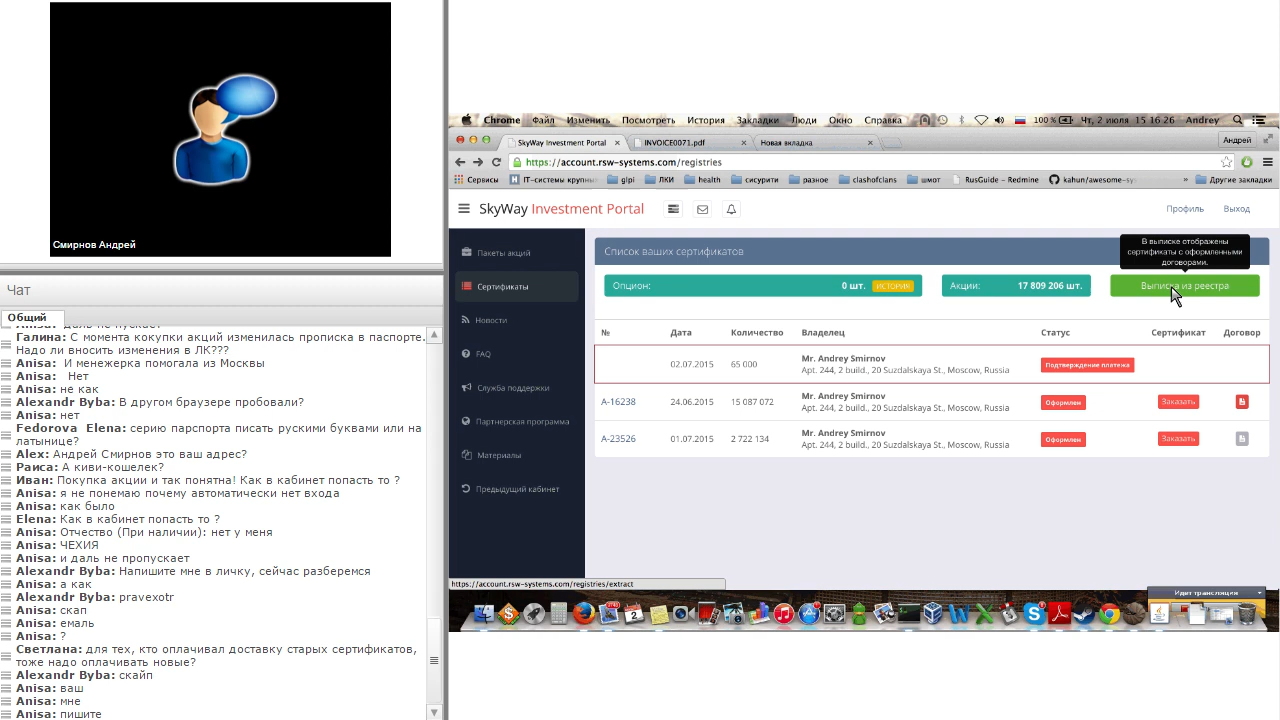 Смирнов Андрей
Чат
Общий
Anisa: даль не пускает
Галина: С момента кокупки акций изменилась прописка в паспорте.
Надо ли вносить изменения в ЛК???
Anisa: И менежерка помогала из Москвы
Anisa: Нет
Anisa: не как
Alexandr Byba: В другом браузере пробовали?
Anisa: нет
Fedorova Elena: серию парспорта писать рускими буквами или на
латынице?
Alex: Андрей Смирнов это ваш адрес?
Раиса: А киви-кошелек?
Иван: Покупка акции и так понятна! Как в кабинет попасть то ?
Anisa: я не понемаю почему автоматически нет входа
Anisa: как было
Elena: Как в кабинет попасть то ?
Anisa: Отчество (При наличии): нет у меня
Anisa: ЧЕХИЯ
Anisa: и даль не пропускает
Alexandr Byba: Напишите мне в личку, сейчас разберемся
Anisa: а как
Alexandr Byba: pravexotr
Anisa: скап
Anisa: емэль
Anisa: ?
Светлана: для тех, кто оплачивал доставку старых сертификатов,
тоже надо оплачивать новые?
Alexandr Byba: скайп
Anisa: ваш
Anisa: мне
Anisa: пишите
Chrome Файл Изменить Посмотреть История Закладки Люди Окно Справка 100 % Чт, 2 июля 15 16 26 Andrey
SkyWay Investment Portal INVOICE0071.pdf Новая вкладка Андрей
https://account.rsw-systems.com/registries
Сервисы IT-системы крупны glpi ЛКИ health сисурити разное clashofclans шмот RusGuide – Redmine kahun/awesome-sy » Другие закладки
SkyWay Investment Portal Профиль Выход
Пакеты акций
Сертификаты
Новости
FAQ
Служба поддержки
Партнерская программа
Материалы
Предыдущий кабинет
Список ваших сертификатов
В выписке отображены
сертификаты с оформленными
договорами.
Опцион: 0 шт. ИСТОРИЯ Акции: 17 809 206 шт. Выписка из реестра
№ Дата Количество Владелец Статус Сертификат Договор
02.07.2015 65 000 Mr. Andrey Smirnov
Apt. 244, 2 build., 20 Suzdalskaya St., Moscow, Russia Подтверждение платежа
A-16238 24.06.2015 15 087 072 Mr. Andrey Smirnov
Apt. 244, 2 build., 20 Suzdalskaya St., Moscow, Russia Оформлен Заказать
A-23526 01.07.2015 2 722 134 Mr. Andrey Smirnov
Apt. 244, 2 build., 20 Suzdalskaya St., Moscow, Russia Оформлен Заказать
https://account.rsw-systems.com/registries/extract
Идет трансляция